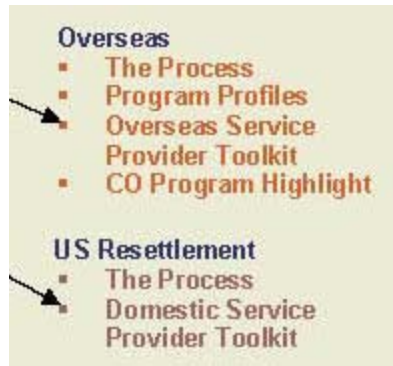 Overseas
▪ The Process
▪ Program Profiles
▪ Overseas Service
Provider Toolkit
▪ CO Program Highlight
US Resettlement
▪ The Process
▪ Domestic Service
Provider Toolkit